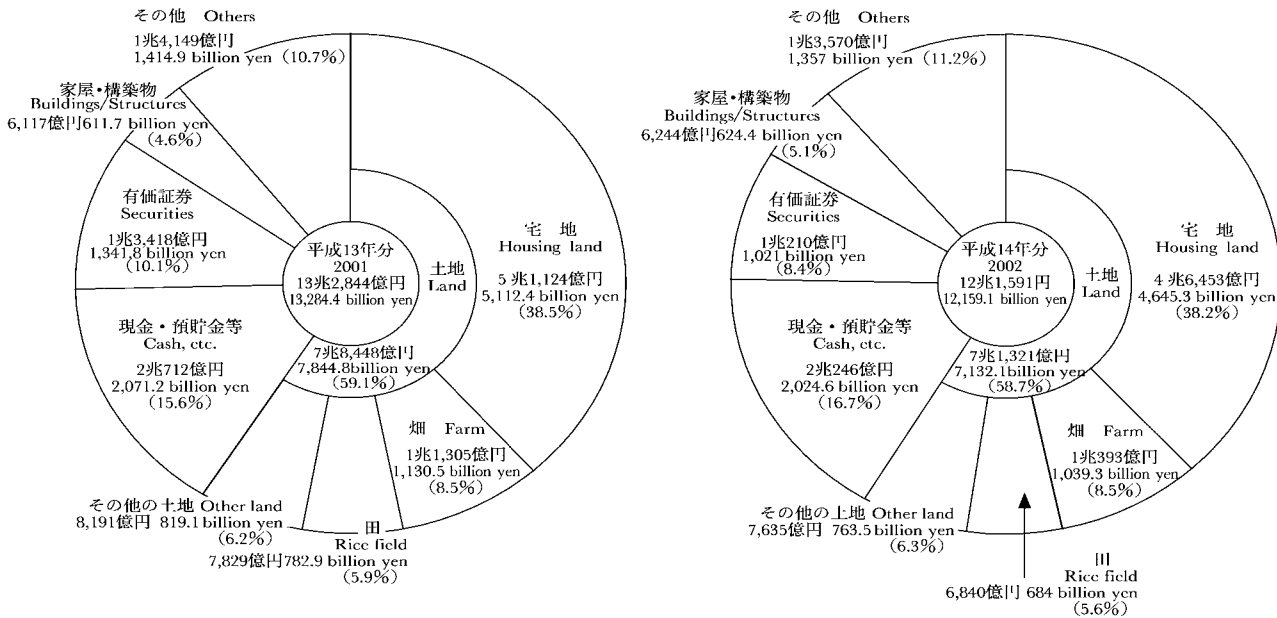 その他 Others
1兆4,149億円
1,414.9 billion yen (10.7%)
家屋・構築物
Buildings/Structures
6,117億円611.7 billion yen
(4.6%)
有価証券
Securities
1兆3,418億円
1,341.8 billion yen
(10.1%)
現金・預貯金等
Cash, etc.
2兆712億円
2,071.2 billion yen
(15.6%)
平成13年分
2001
13兆2,844億円
13,284.4 billion yen
土地
Land
7兆8,448億円
7,844.8billion yen
(59.1%)
宅地
Housing land
5兆1,124億円
5,112.4 billion yen
(38.5%)
畑 Farm
1兆1,305億円
1,130.5 billion yen
(8.5%)
その他の土地 Other land
8,191億円 819.1 billion yen
(6.2%)
田
Rice field
7,829億円782.9 billion yen
(5.9%)
その他 Others
1兆3,570億円
1,357 billion yen (11.2%)
家屋・構築物
Buildings/Structures
6,244億円624.4 billion yen
(5.1%)
有価証券
Securities
1兆210億円
1,021 billion yen
(8.4%)
現金・預貯金等
Cash, etc.
2兆246億円
2,024.6 billion yen
(16.7%)
平成14年分
2002
12兆1,591円
12,159.1 billion yen
土地
Land
7兆1,321億円
7,132.1billion yen
(58.7%)
宅地
Housing land
4兆6,453億円
4,645.3 billion yen
(38.2%)
畑 Farm
1兆393億円
1,039.3 billion yen
(8.5%)
その他の土地 Other land
7,635億円 763.5 billion yen
(6.3%)
田
Rice field
6,840億円 684 billion yen
(5.6%)